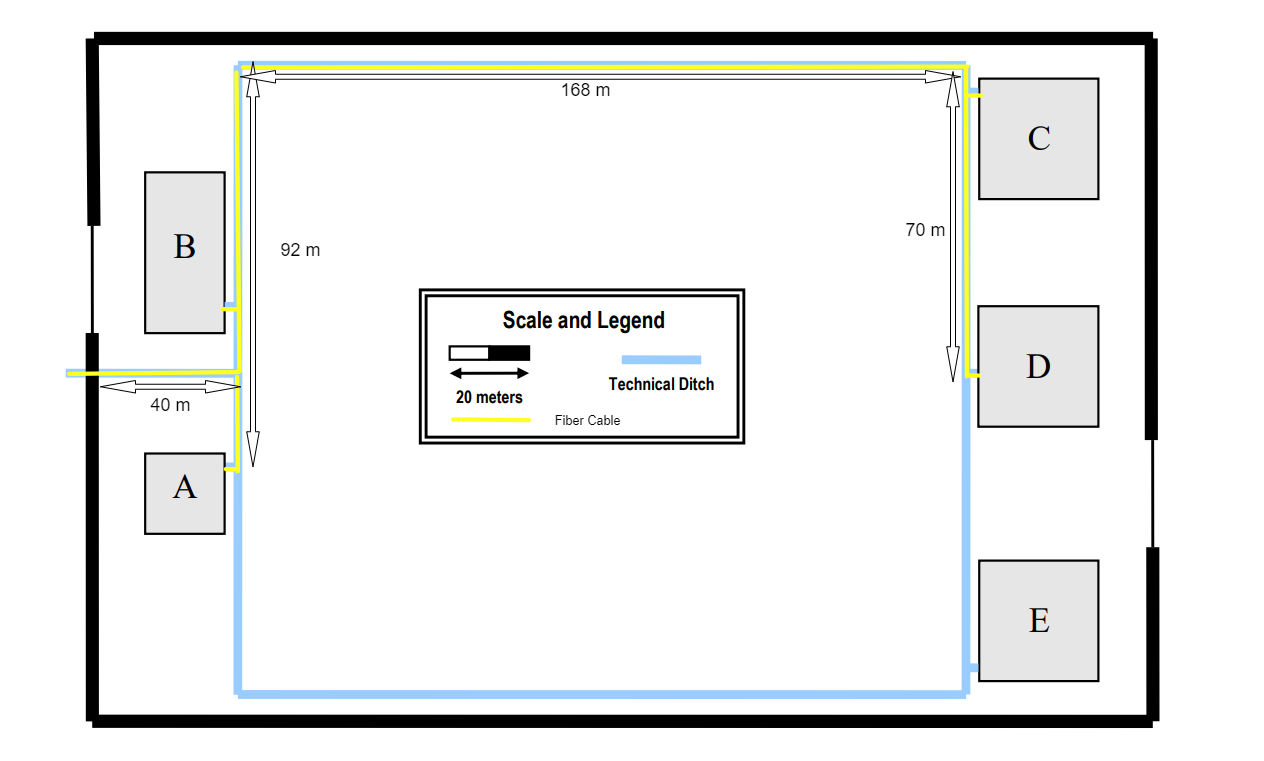 168 m
C
70 m
B
92 m
Scale and Legend
20 meters
Technical Ditch
Fiber Cable
D
40 m
A
E